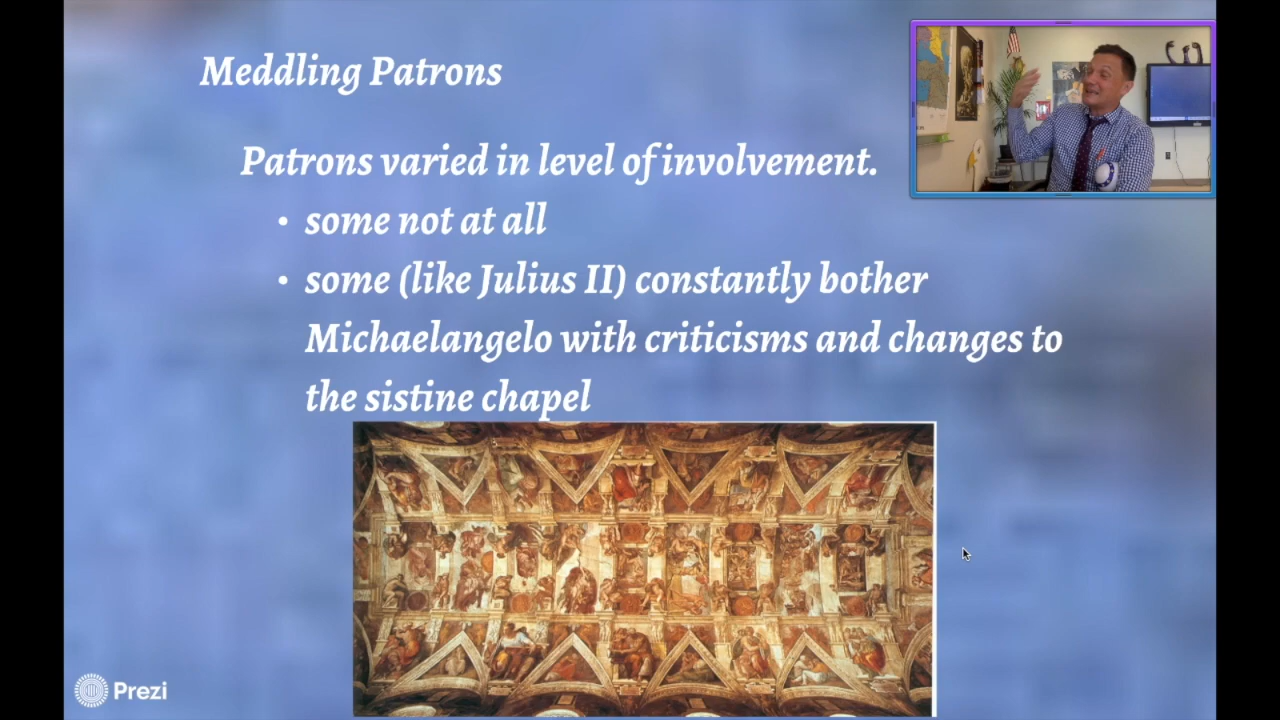 Meddling Patrons
Patrons varied in level of involvement.
• some not at all
• some (like Julius II) constantly bother
Michaelangelo with criticisms and changes to
the sistine chapel
Prezi